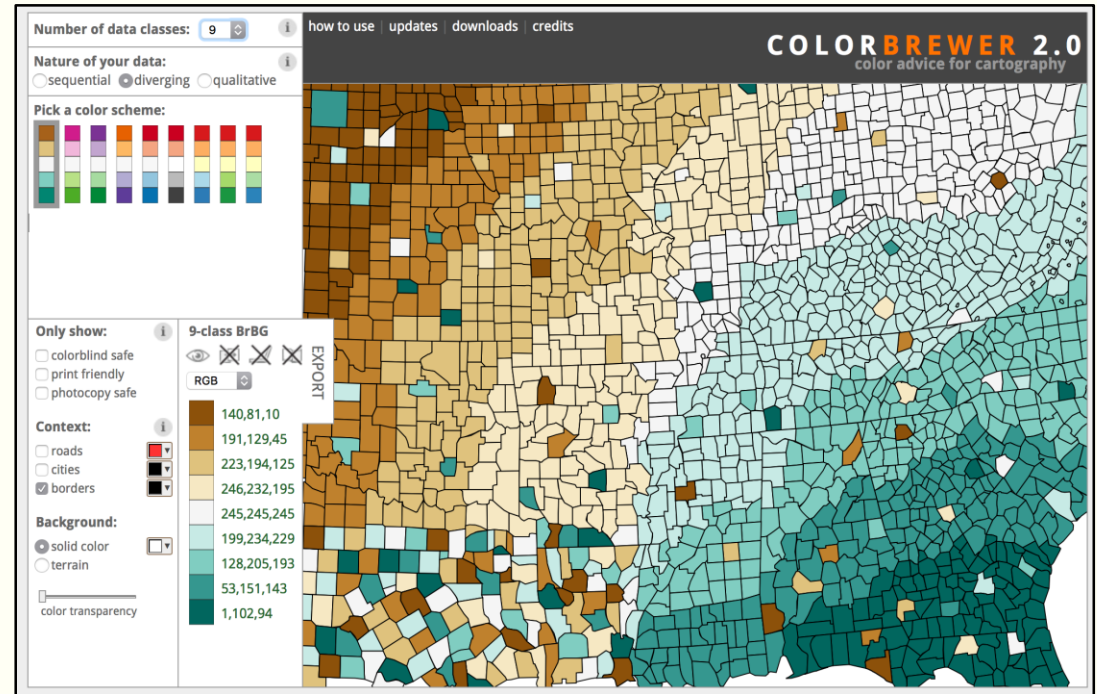 Number of data classes: 9 i
how to use | updates | downloads | credits
COLORBREWER 2.0
color advice for cartography
Nature of your data: i
sequential diverging qualitative
Pick a color scheme:
Only show: i
colorblind safe
print friendly
photocopy safe
Context: i
roads
cities
borders
Background:
solid color
terrain
color transparency
9-class BrBG
EXPORT
RGB
140,81,10
191,129,45
223,194,125
246,232,195
245,245,245
199,234,229
128,205,193
53,151,143
1,102,94